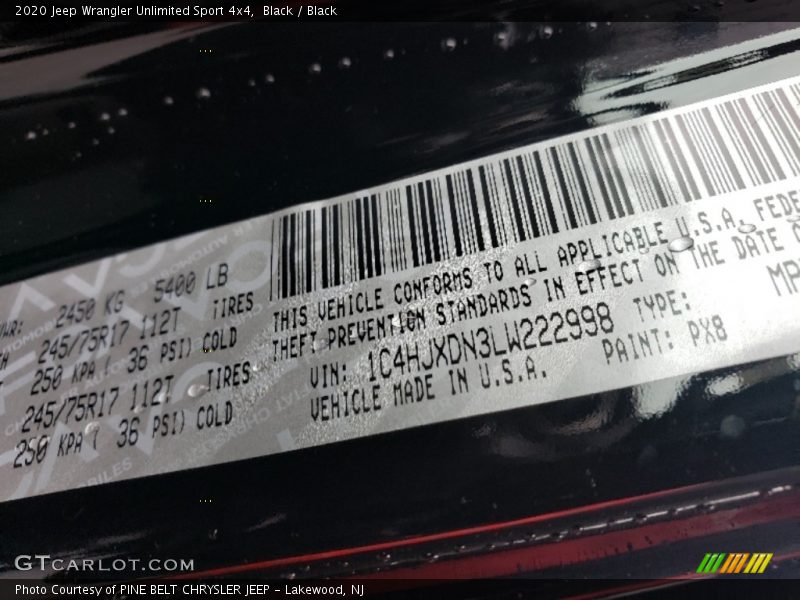 2020 Jeep Wrangler Unlimited Sport 4x4, Black / Black
2450 KG 5400 LB
245/75R17 112T TIRES
250 KPA ( 36 PSI) COLD
245/75R17 112T TIRES
250 KPA ( 36 PSI) COLD
THIS VEHICLE CONFORMS TO ALL APPLICABLE U.S.A. FEDE
THEFT PREVENTION STANDARDS IN EFFECT ON THE DATE
VIN: 1C4HJXDN3LW222998 TYPE: MP
VEHICLE MADE IN U.S.A. PAINT: PX8
GTCARLOT.COM
Photo Courtesy of PINE BELT CHRYSLER JEEP - Lakewood, NJ